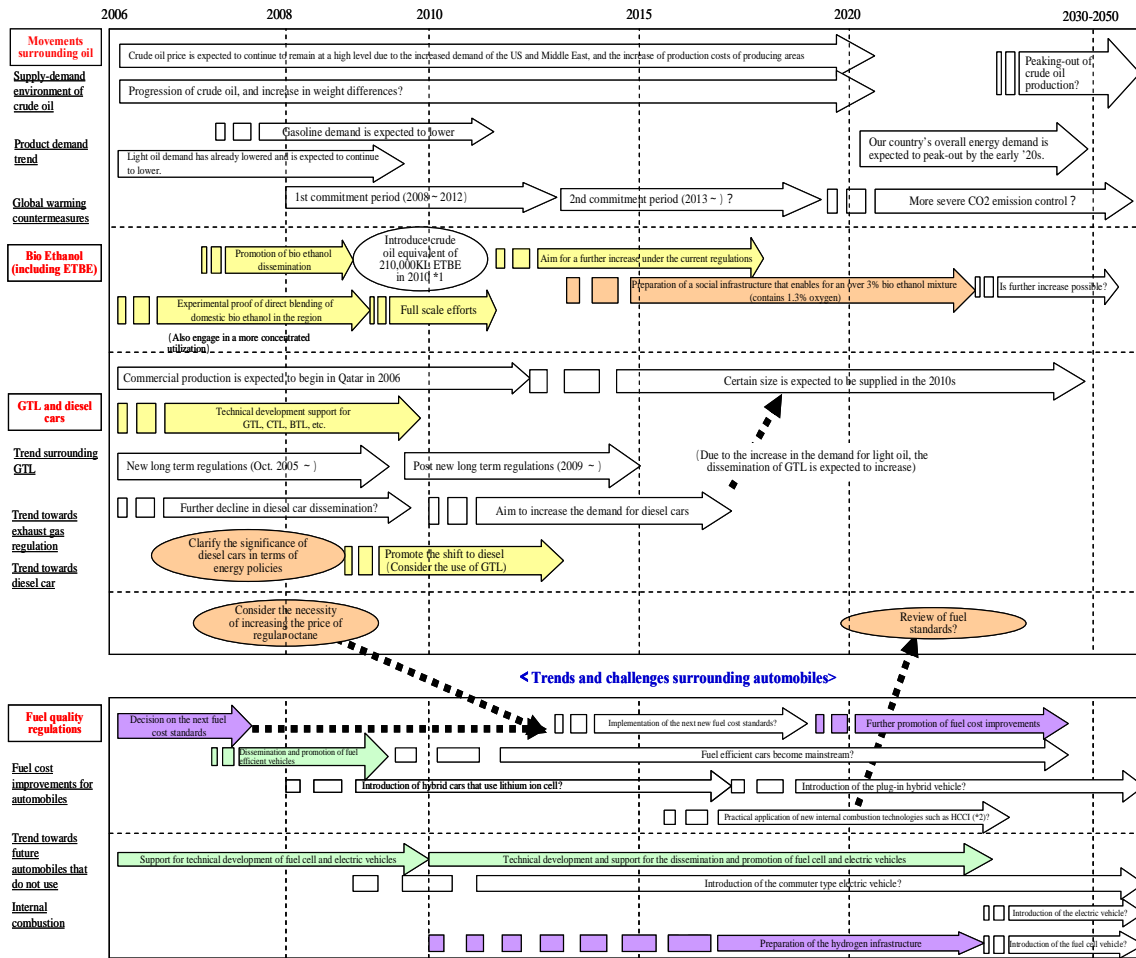 2006 2008 2010 2015 2020 2030-2050
Movements
surrounding oil
Supply-demand
environment of
crude oil
Crude oil price is expected to continue to remain at a high level due to the increased demand of the US and Middle East, and the increase of production costs of producing areas
Progression of crude oil, and increase in weight differences?
Peaking-out of
crude oil
production?
Product demand
trend
Gasoline demand is expected to lower
Light oil demand has already lowered and is expected to continue
to lower.
Our country's overall energy demand is
expected to peak-out by the early '20s.
Global warming
countermeasures
1st commitment period (2008 ~ 2012)
2nd commitment period (2013 ~ ) ?
More severe CO2 emission control ?
Bio Ethanol
(including ETBE)
Promotion of bio ethanol
dissemination
Introduce crude
oil equivalent of
210,000KL ETBE
in 2010 *1
Aim for a further increase under the current regulations
Preparation of a social infrastructure that enables for an over 3% bio ethanol mixture
(contains 1.3% oxygen)
Is further increase possible?
Experimental proof of direct blending of
domestic bio ethanol in the region
Full scale efforts
(Also engage in a more concentrated
utilization)
Commercial production is expected to begin in Qatar in 2006
Certain size is expected to be supplied in the 2010s
GTL and diesel
cars
Technical development support for
GTL, CTL, BTL, etc.
Trend surrounding
GTL
New long term regulations (Oct. 2005 ~ )
Post new long term regulations (2009 ~ )
(Due to the increase in the demand for light oil, the
dissemination of GTL is expected to increase)
Trend towards
exhaust gas
regulation
Further decline in diesel car dissemination?
Aim to increase the demand for diesel cars
Trend towards
diesel car
Clarify the significance of
diesel cars in terms of
energy policies
Promote the shift to diesel
(Consider the use of GTL)
Consider the necessity
of increasing the price of
regular octane
Review of fuel
standards?
< Trends and challenges surrounding automobiles>
Fuel quality
regulations
Decision on the next fuel
cost standards
Implementation of the next new fuel cost standards?
Further promotion of fuel cost improvements
Dissemination and promotion of fuel
efficient vehicles
Fuel efficient cars become mainstream?
Fuel cost
improvements for
automobiles
Introduction of hybrid cars that use lithium ion cell?
Introduction of the plug-in hybrid vehicle?
Practical application of new internal combustion technologies such as HCCI (*2)?
Trend towards
future
automobiles that
do not use
Internal
combustion
Support for technical development of fuel cell and electric vehicles
Technical development and support for the dissemination and promotion of fuel cell and electric vehicles
Introduction of the commuter type electric vehicle?
Introduction of the electric vehicle?
Preparation of the hydrogen infrastructure
Introduction of the fuel cell vehicle?